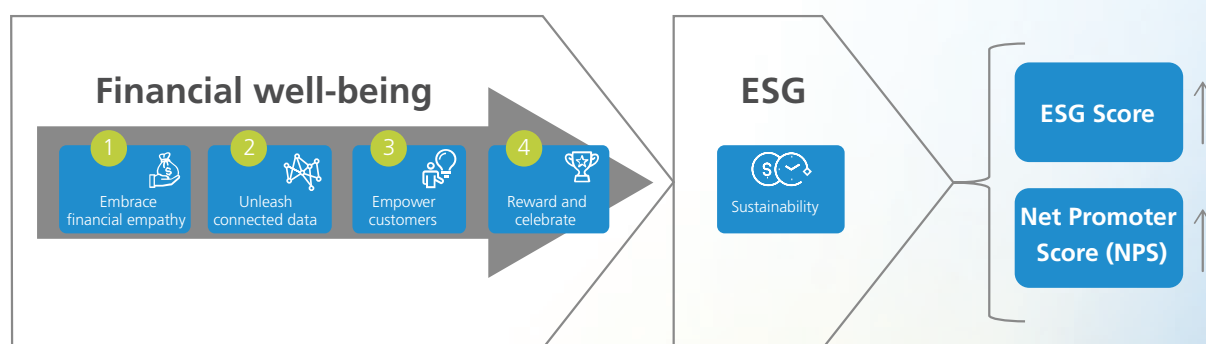 Financial well-being
1
Embrace
financial empathy
2
Unleash
connected data
3
Empower
customers
4
Reward and
celebrate
ESG
$
Sustainability
ESG Score
Net Promoter
Score (NPS)